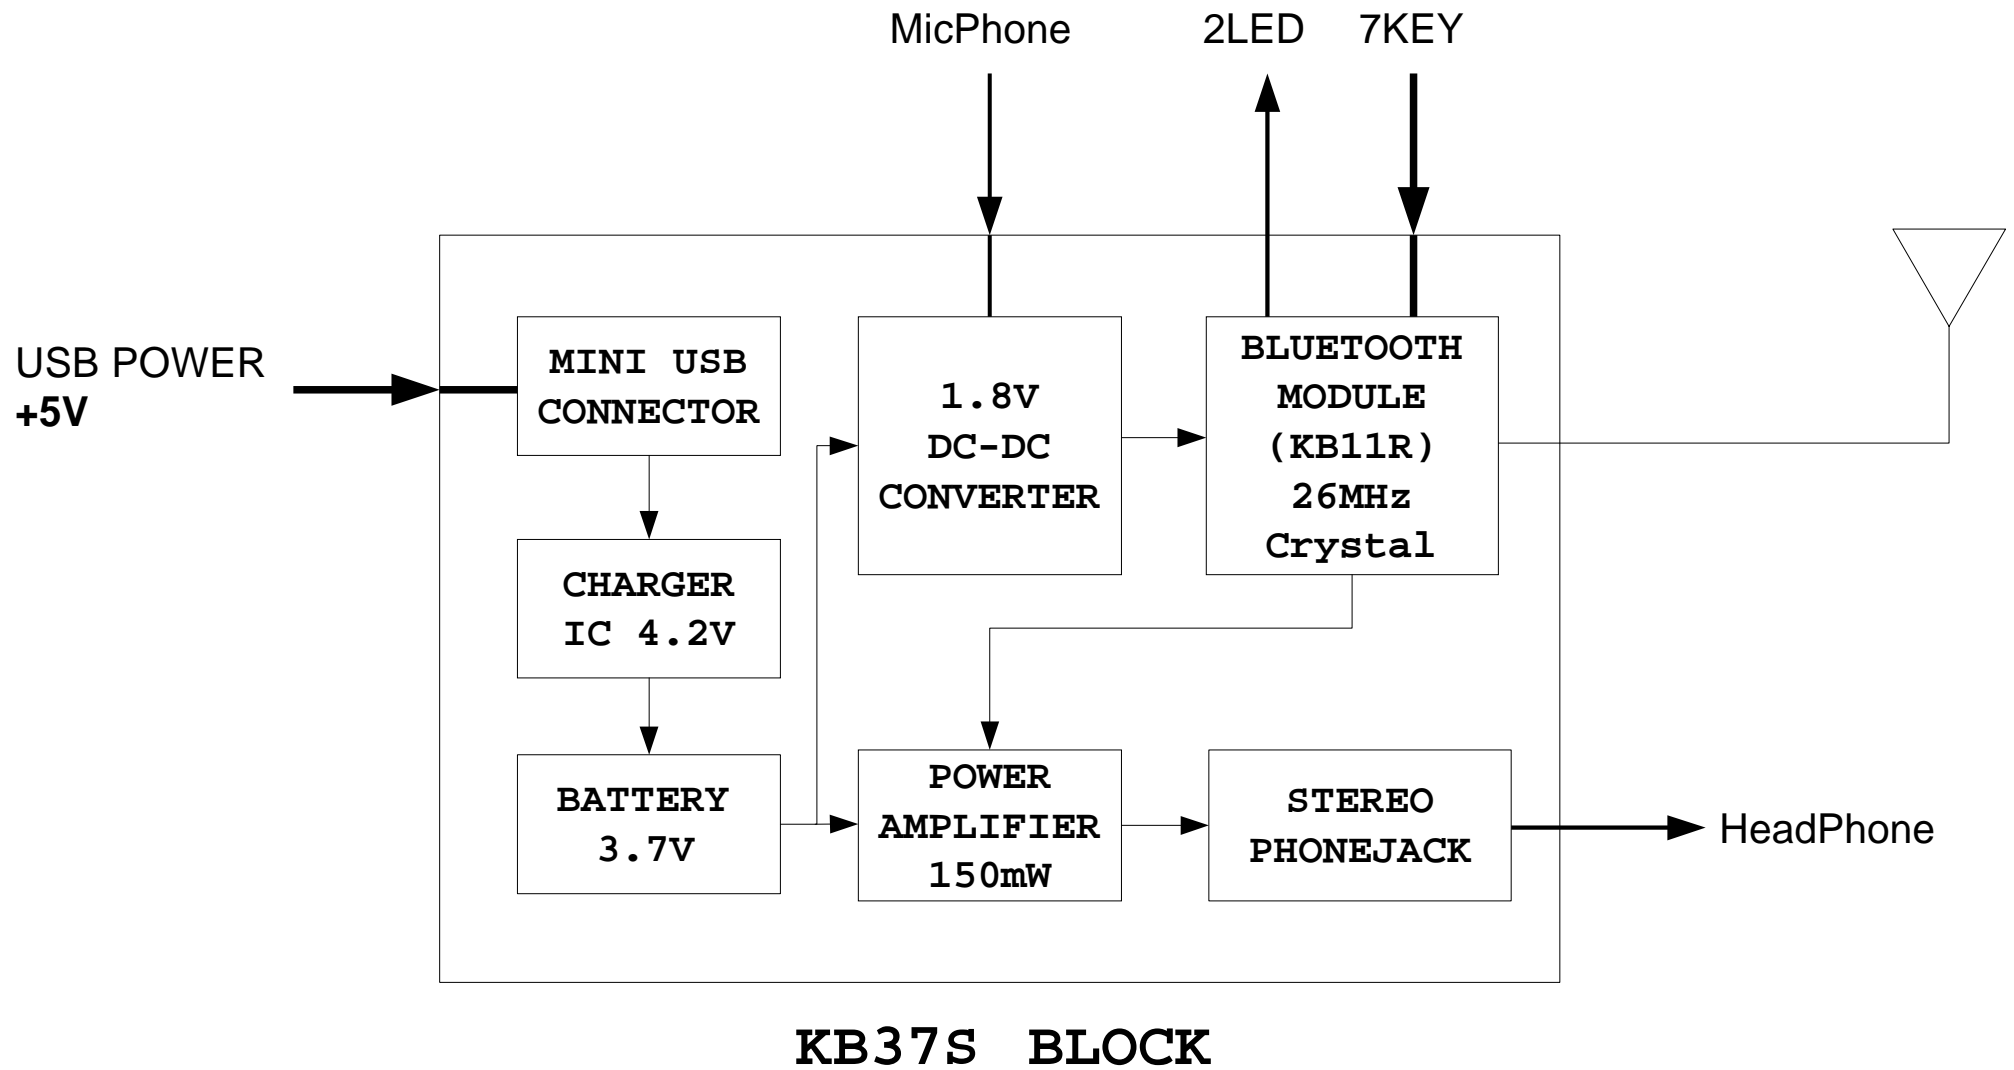 MicPhone
2LED
7KEY
USB POWER
+5V
MINI USB
CONNECTOR
1.8V
DC-DC
CONVERTER
BLUETOOTH
MODULE
(KB11R)
26MHz
Crystal
CHARGER
IC 4.2V
BATTERY
3.7V
POWER
AMPLIFIER
150mW
STEREO
PHONEJACK
HeadPhone
KB37S BLOCK